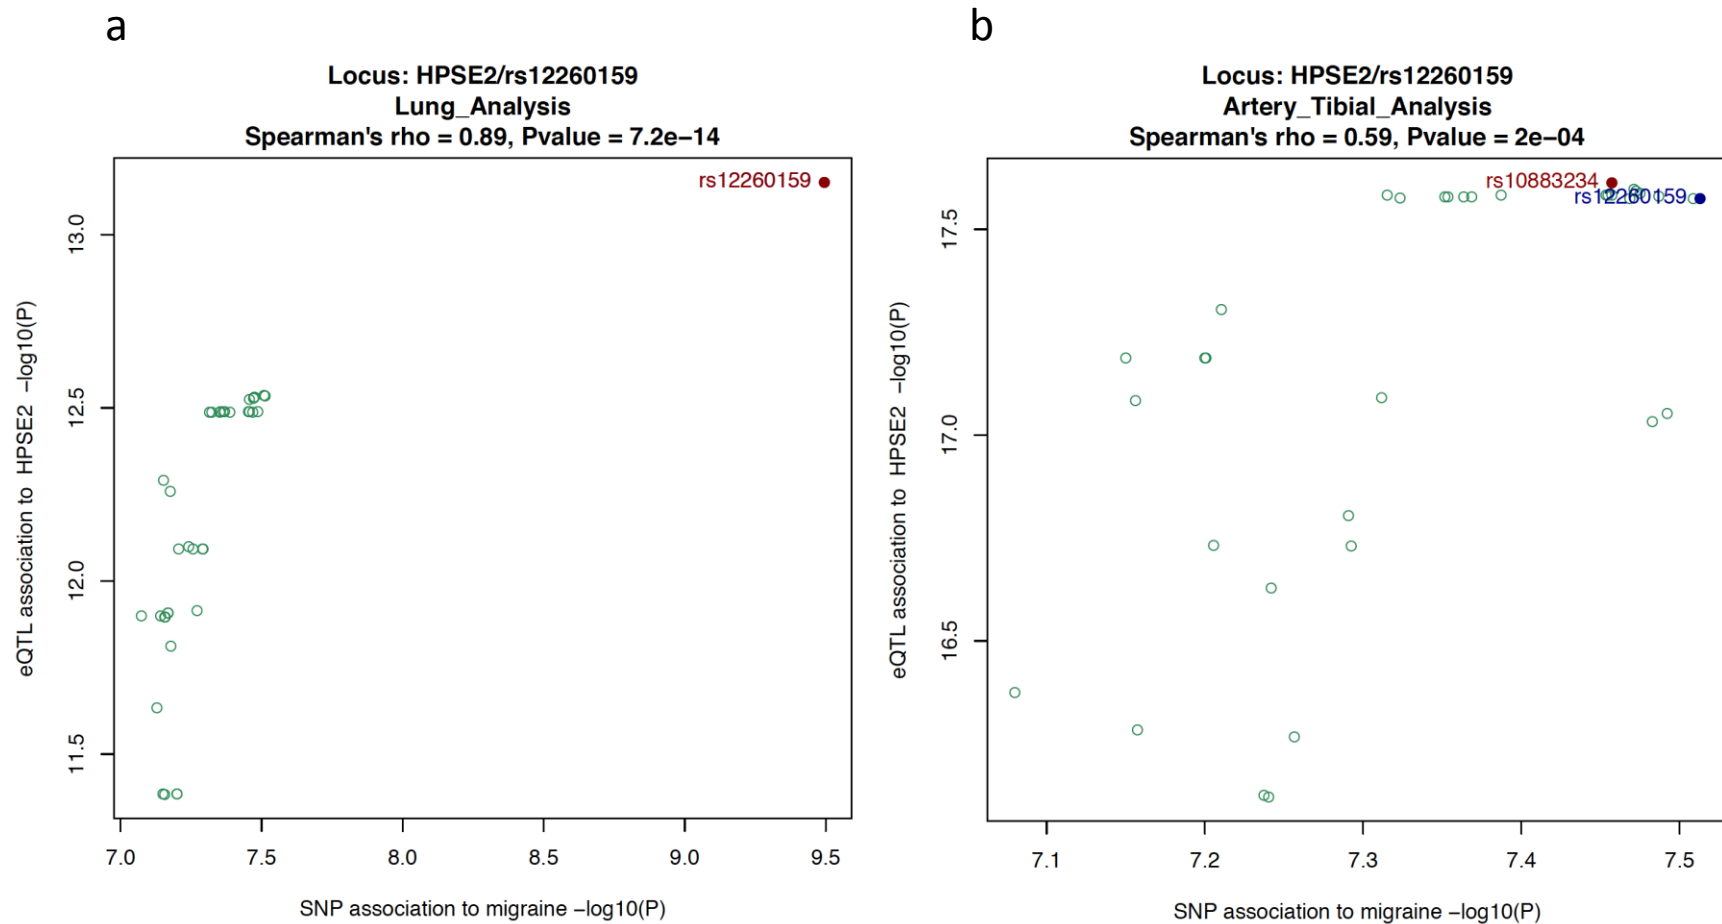 a
Locus: HPSE2/rs12260159
Lung_Analysis
Spearman's rho = 0.89, Pvalue = 7.2e−14
rs12260159
eQTL association to HPSE2 −log10(P)
13.0
12.5
12.0
11.5
7.0 7.5 8.0 8.5 9.0 9.5
SNP association to migraine −log10(P)
b
Locus: HPSE2/rs12260159
Artery_Tibial_Analysis
Spearman's rho = 0.59, Pvalue = 2e−04
rs10883234
rs12260159
eQTL association to HPSE2 −log10(P)
17.5
17.0
16.5
7.1 7.2 7.3 7.4 7.5
SNP association to migraine −log10(P)